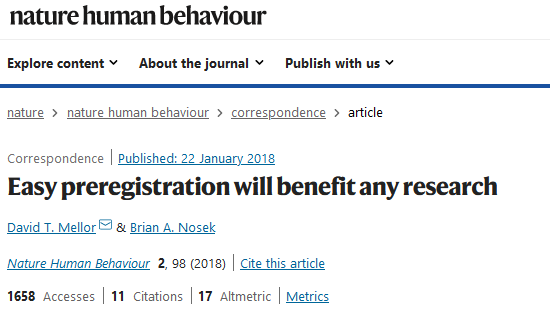 nature human behaviour
Explore content About the journal Publish with us
nature > nature human behaviour > correspondence > article
Correspondence | Published: 22 January 2018
Easy preregistration will benefit any research
David T. Mellor & Brian A. Nosek
Nature Human Behaviour 2, 98 (2018) | Cite this article
1658 Accesses | 11 Citations | 17 Altmetric | Metrics